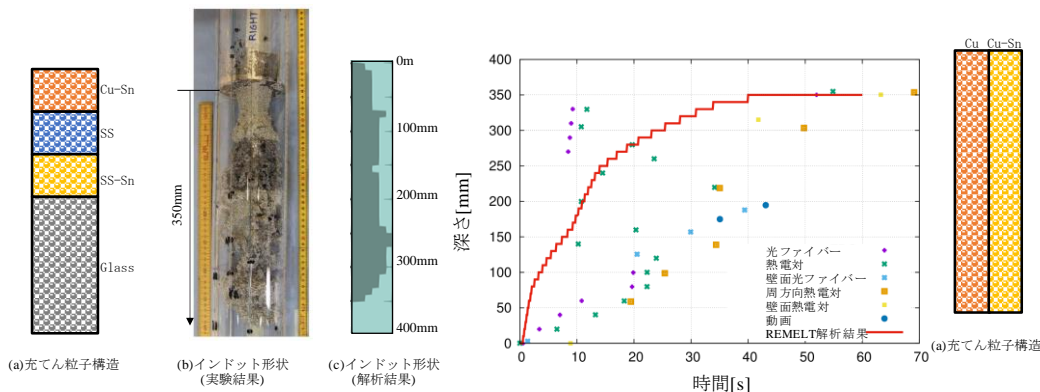 Cu-Sn
SS
SS-Sn
Glass
(a)充てん粒子構造
RIGHT
350mm
(b)インドット形状
(実験結果)
0m
100mm
200mm
300mm
400mm
(c)インドット形状
(解析結果)
深さ[mm]
400
350
300
250
200
150
100
50
0
0
10
20
30
40
50
60
70
時間[s]
光ファイバー
熱電対
壁面光ファイバー
周方向熱電対
壁面熱電対
動画
REMELT解析結果
Cu Cu-Sn
(a)充てん粒子構造